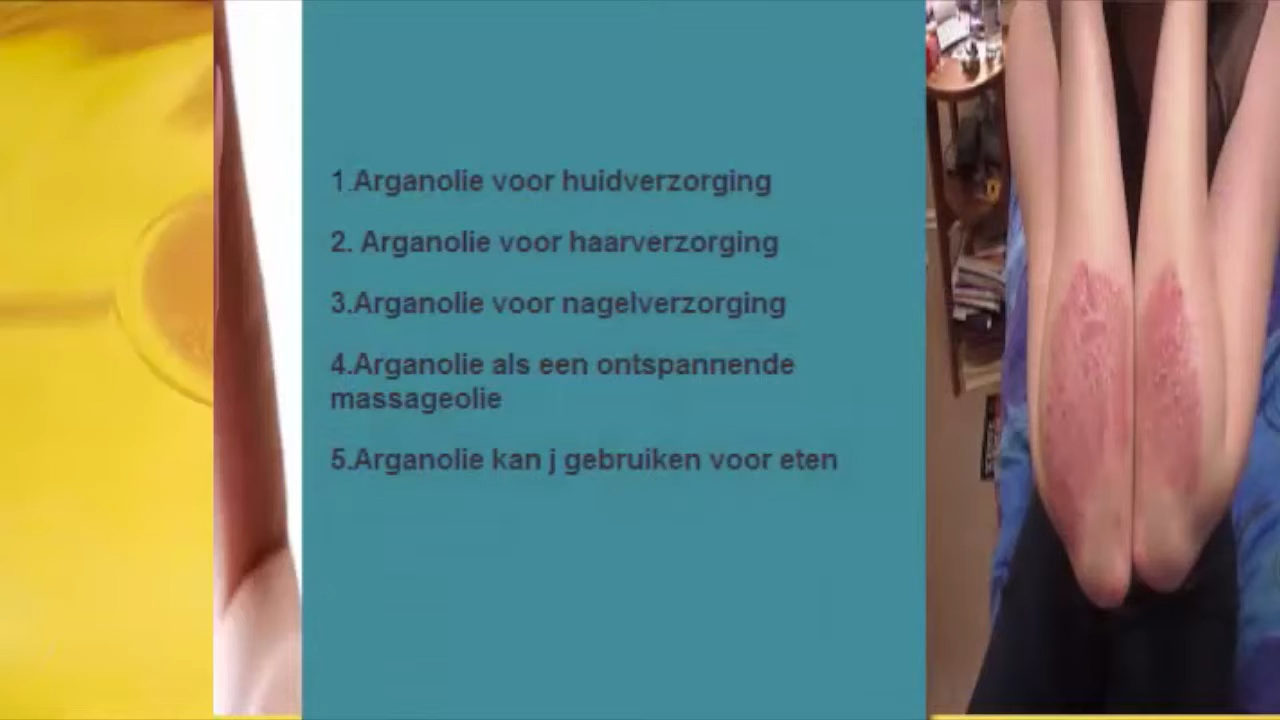 1.Arganolie voor huidverzorging
2. Arganolie voor haarverzorging
3.Arganolie voor nagelverzorging
4.Arganolie als een ontspannende
massageolie
5.Arganolie kan j gebruiken voor eten